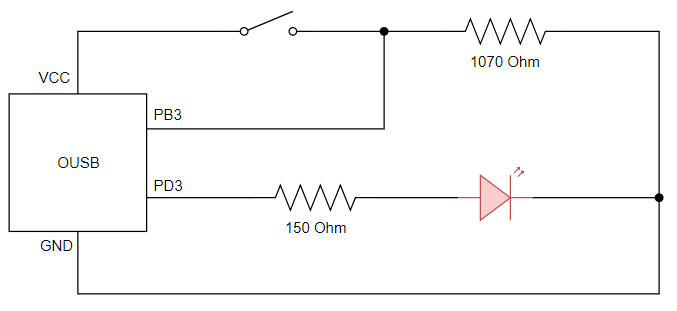 1070 Ohm
VCC
PB3
OUSB
PD3
150 Ohm
GND